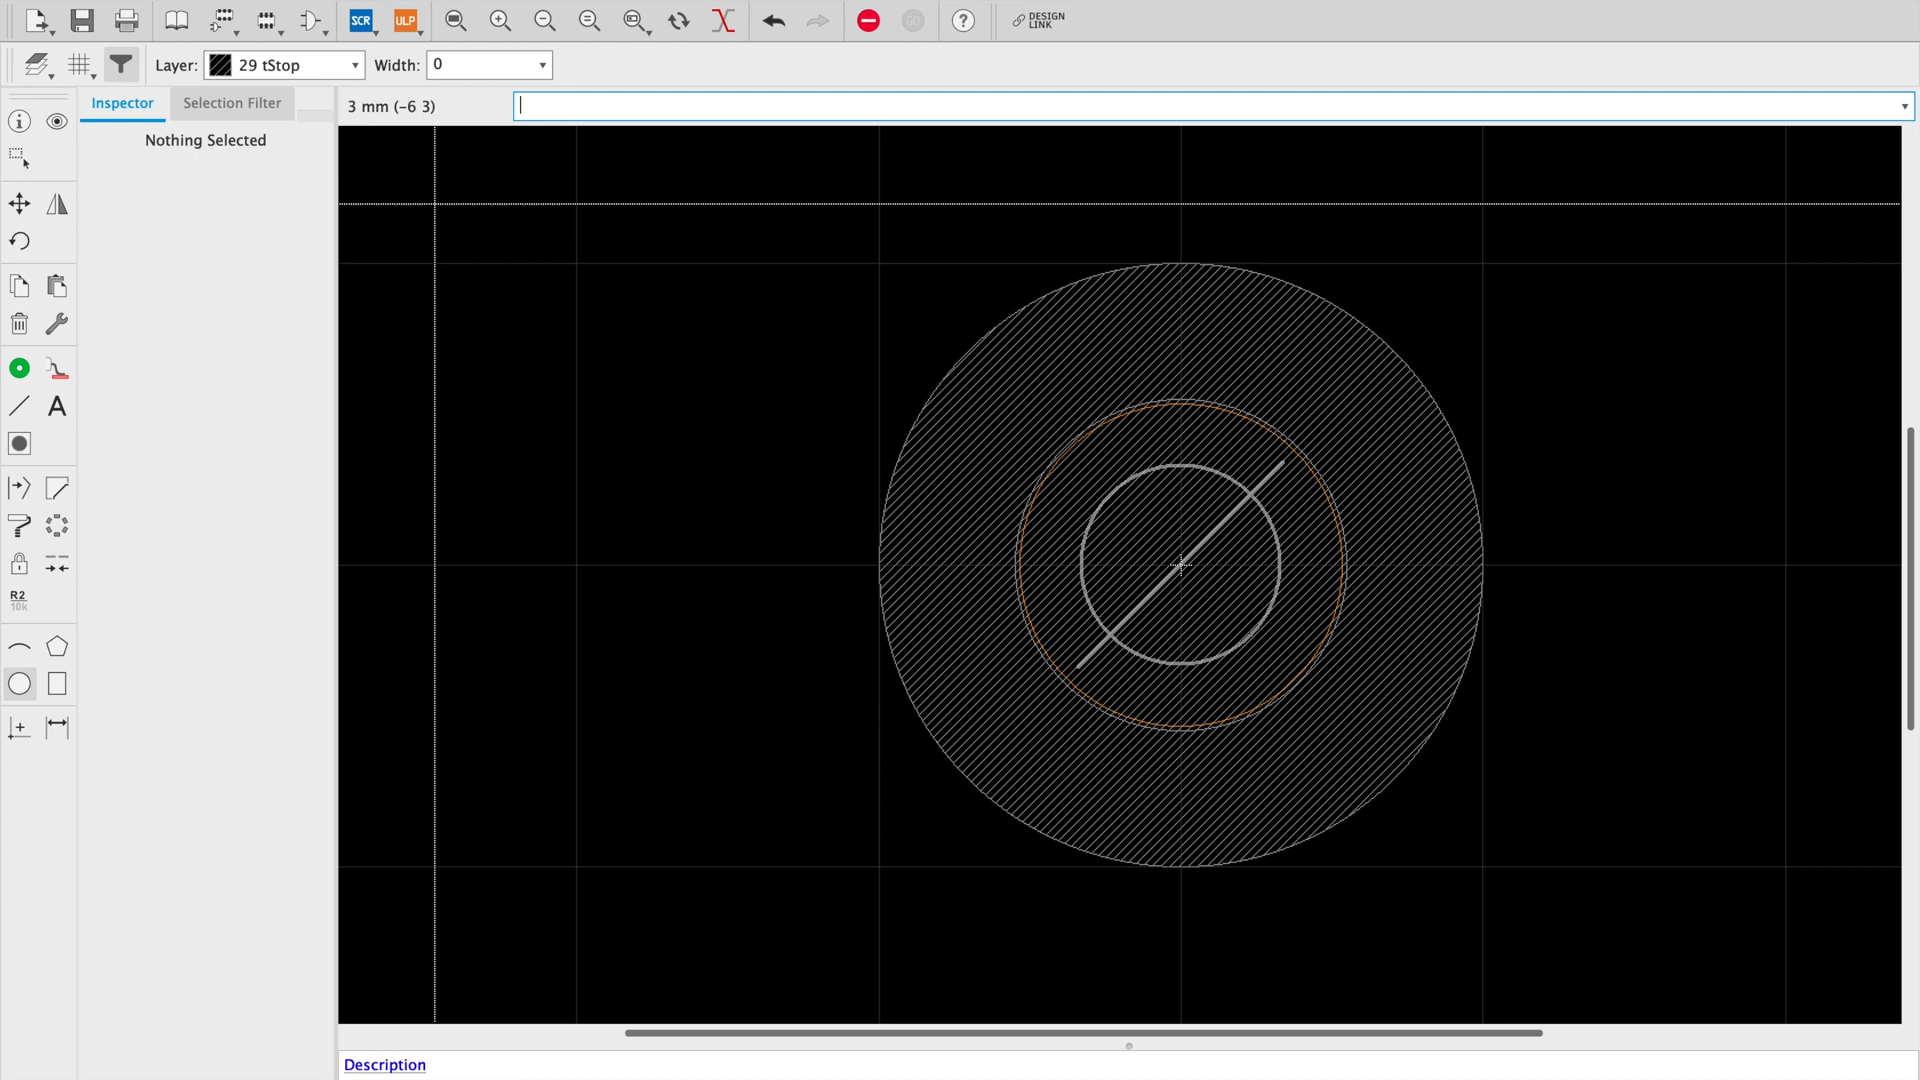 SCR
ULP
GO
?
DESIGN
LINK
Layer:
29 tStop
Width:
0
Inspector
Selection Filter
3 mm (-6 3)
Nothing Selected
i
A
R2
10k
Description